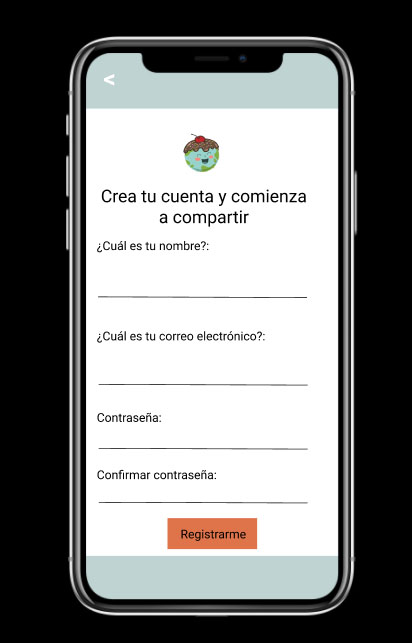 <
Crea tu cuenta y comienza
a compartir
¿Cuál es tu nombre?:
¿Cuál es tu correo electrónico?:
Contraseña:
Confirmar contraseña:
Registrarme